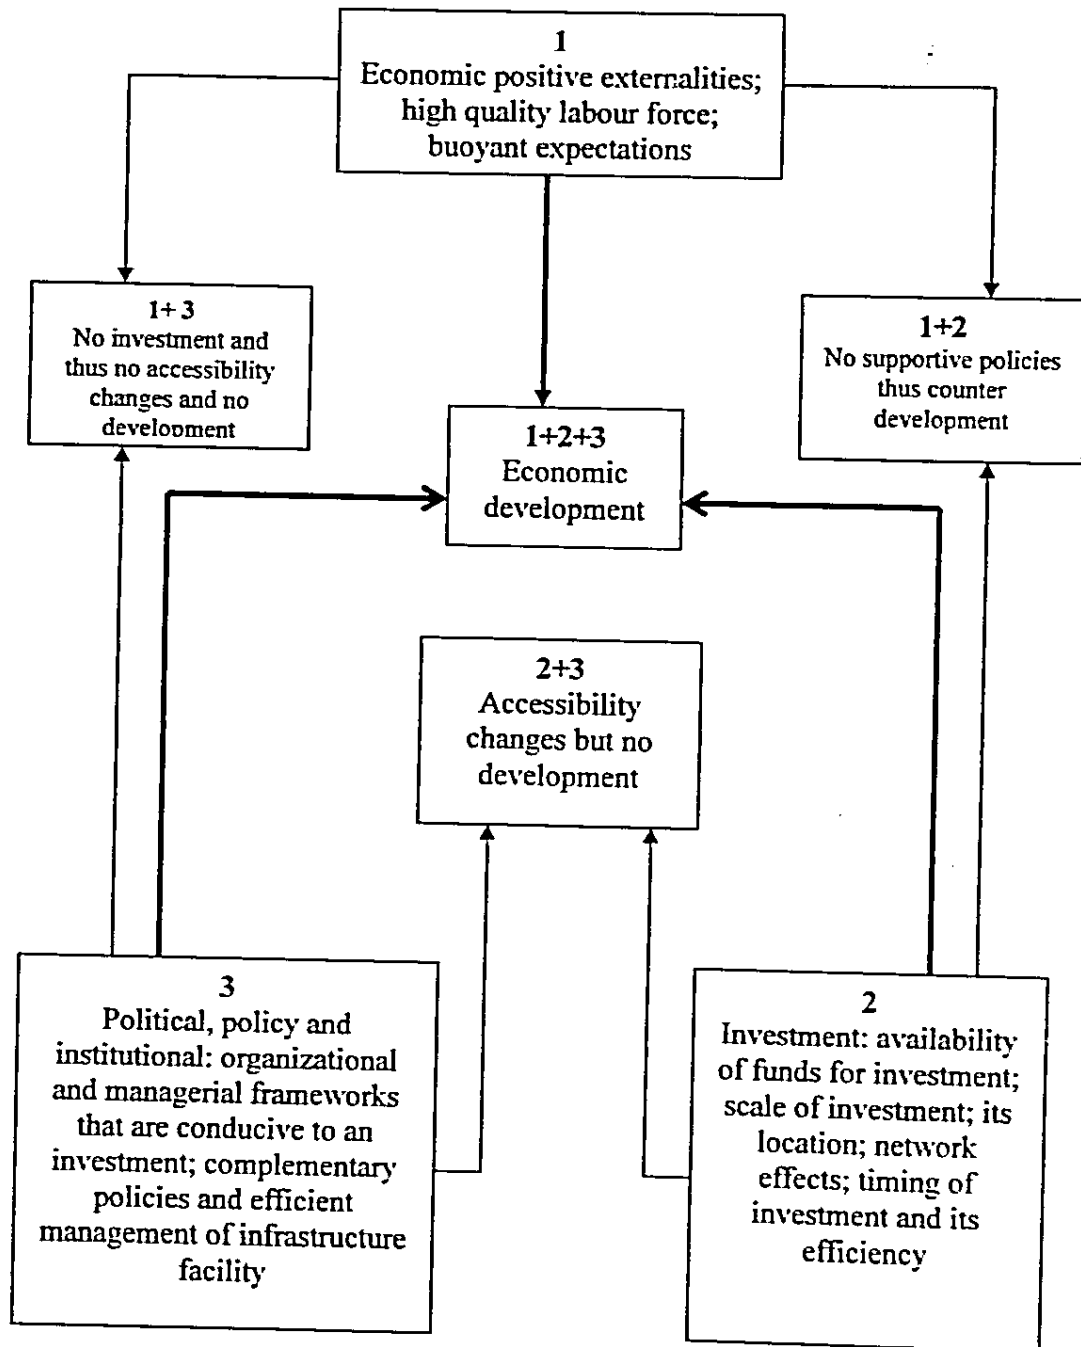 1
Economic positive externalities;
high quality labour force;
buoyant expectations
1+ 3
No investment and
thus no accessibility
changes and no
development
1+2
No supportive policies
thus counter
development
1+2+3
Economic
development
2+3
Accessibility
changes but no
development
3
Political, policy and
institutional: organizational
and managerial frameworks
that are conducive to an
investment; complementary
policies and efficient
management of infrastructure
facility
2
Investment: availability
of funds for investment;
scale of investment; its
location; network
effects; timing of
investment and its
efficiency